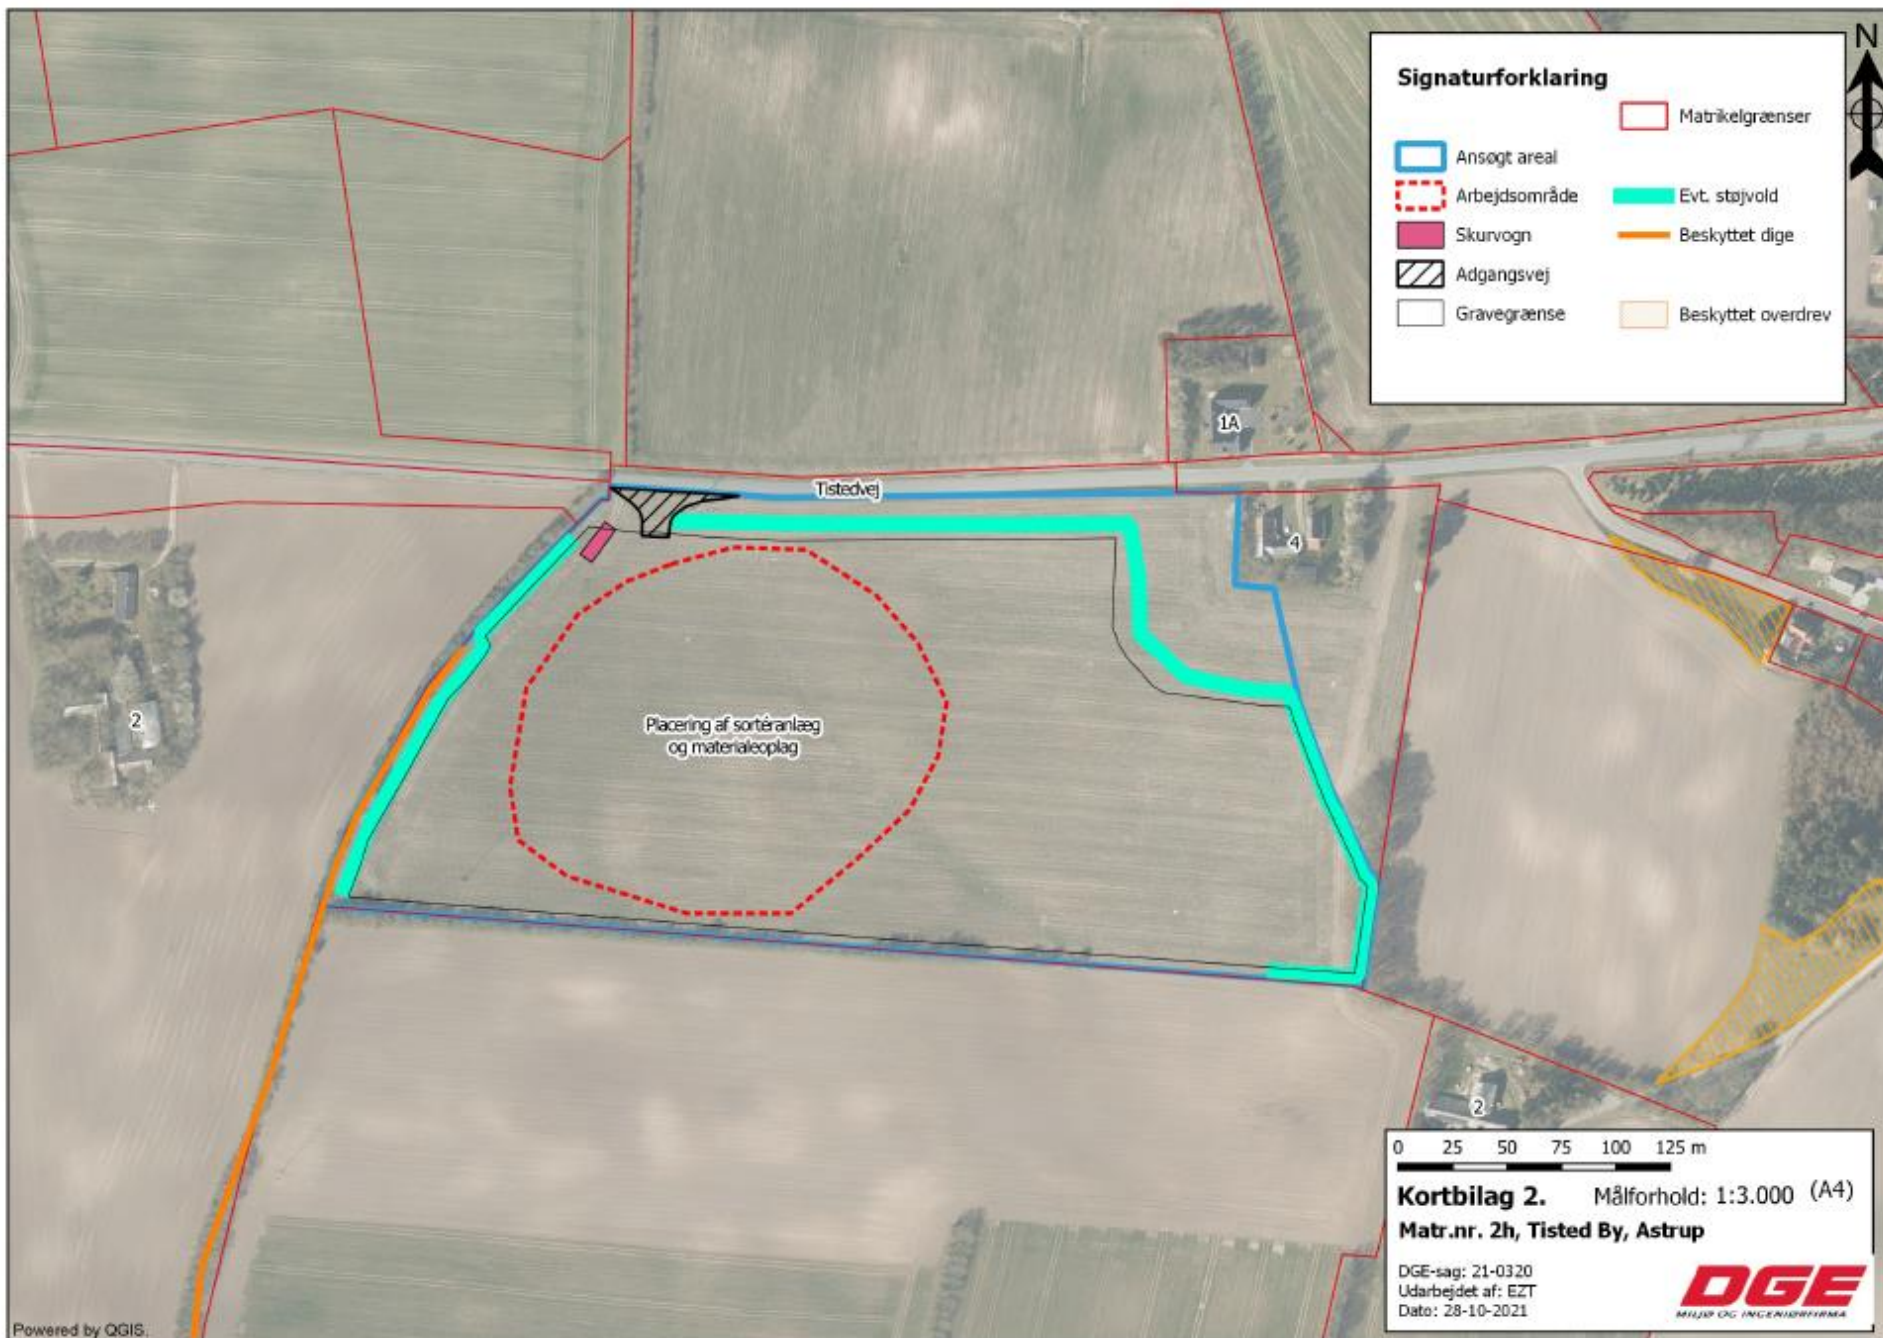 N
Signaturforklaring
Matrikelgrænser
Ansøgt areal
Arbejdsområde
Evt. støjvold
Skurvogn
Beskyttet dige
Adgangsvej
Gravegrænse
Beskyttet overdrev
1A
Tistedvej
4
2
Placering af sortéranlæg
og materialeoplag
2
0 25 50 75 100 125 m
Kortbilag 2. Målforhold: 1:3.000 (A4)
Matr.nr. 2h, Tisted By, Astrup
DGE-sag: 21-0320
Udarbejdet af: EZT
Dato: 28-10-2021
DGE
MILJØ OG INGENIØRFIRMA
Powered by QGIS.